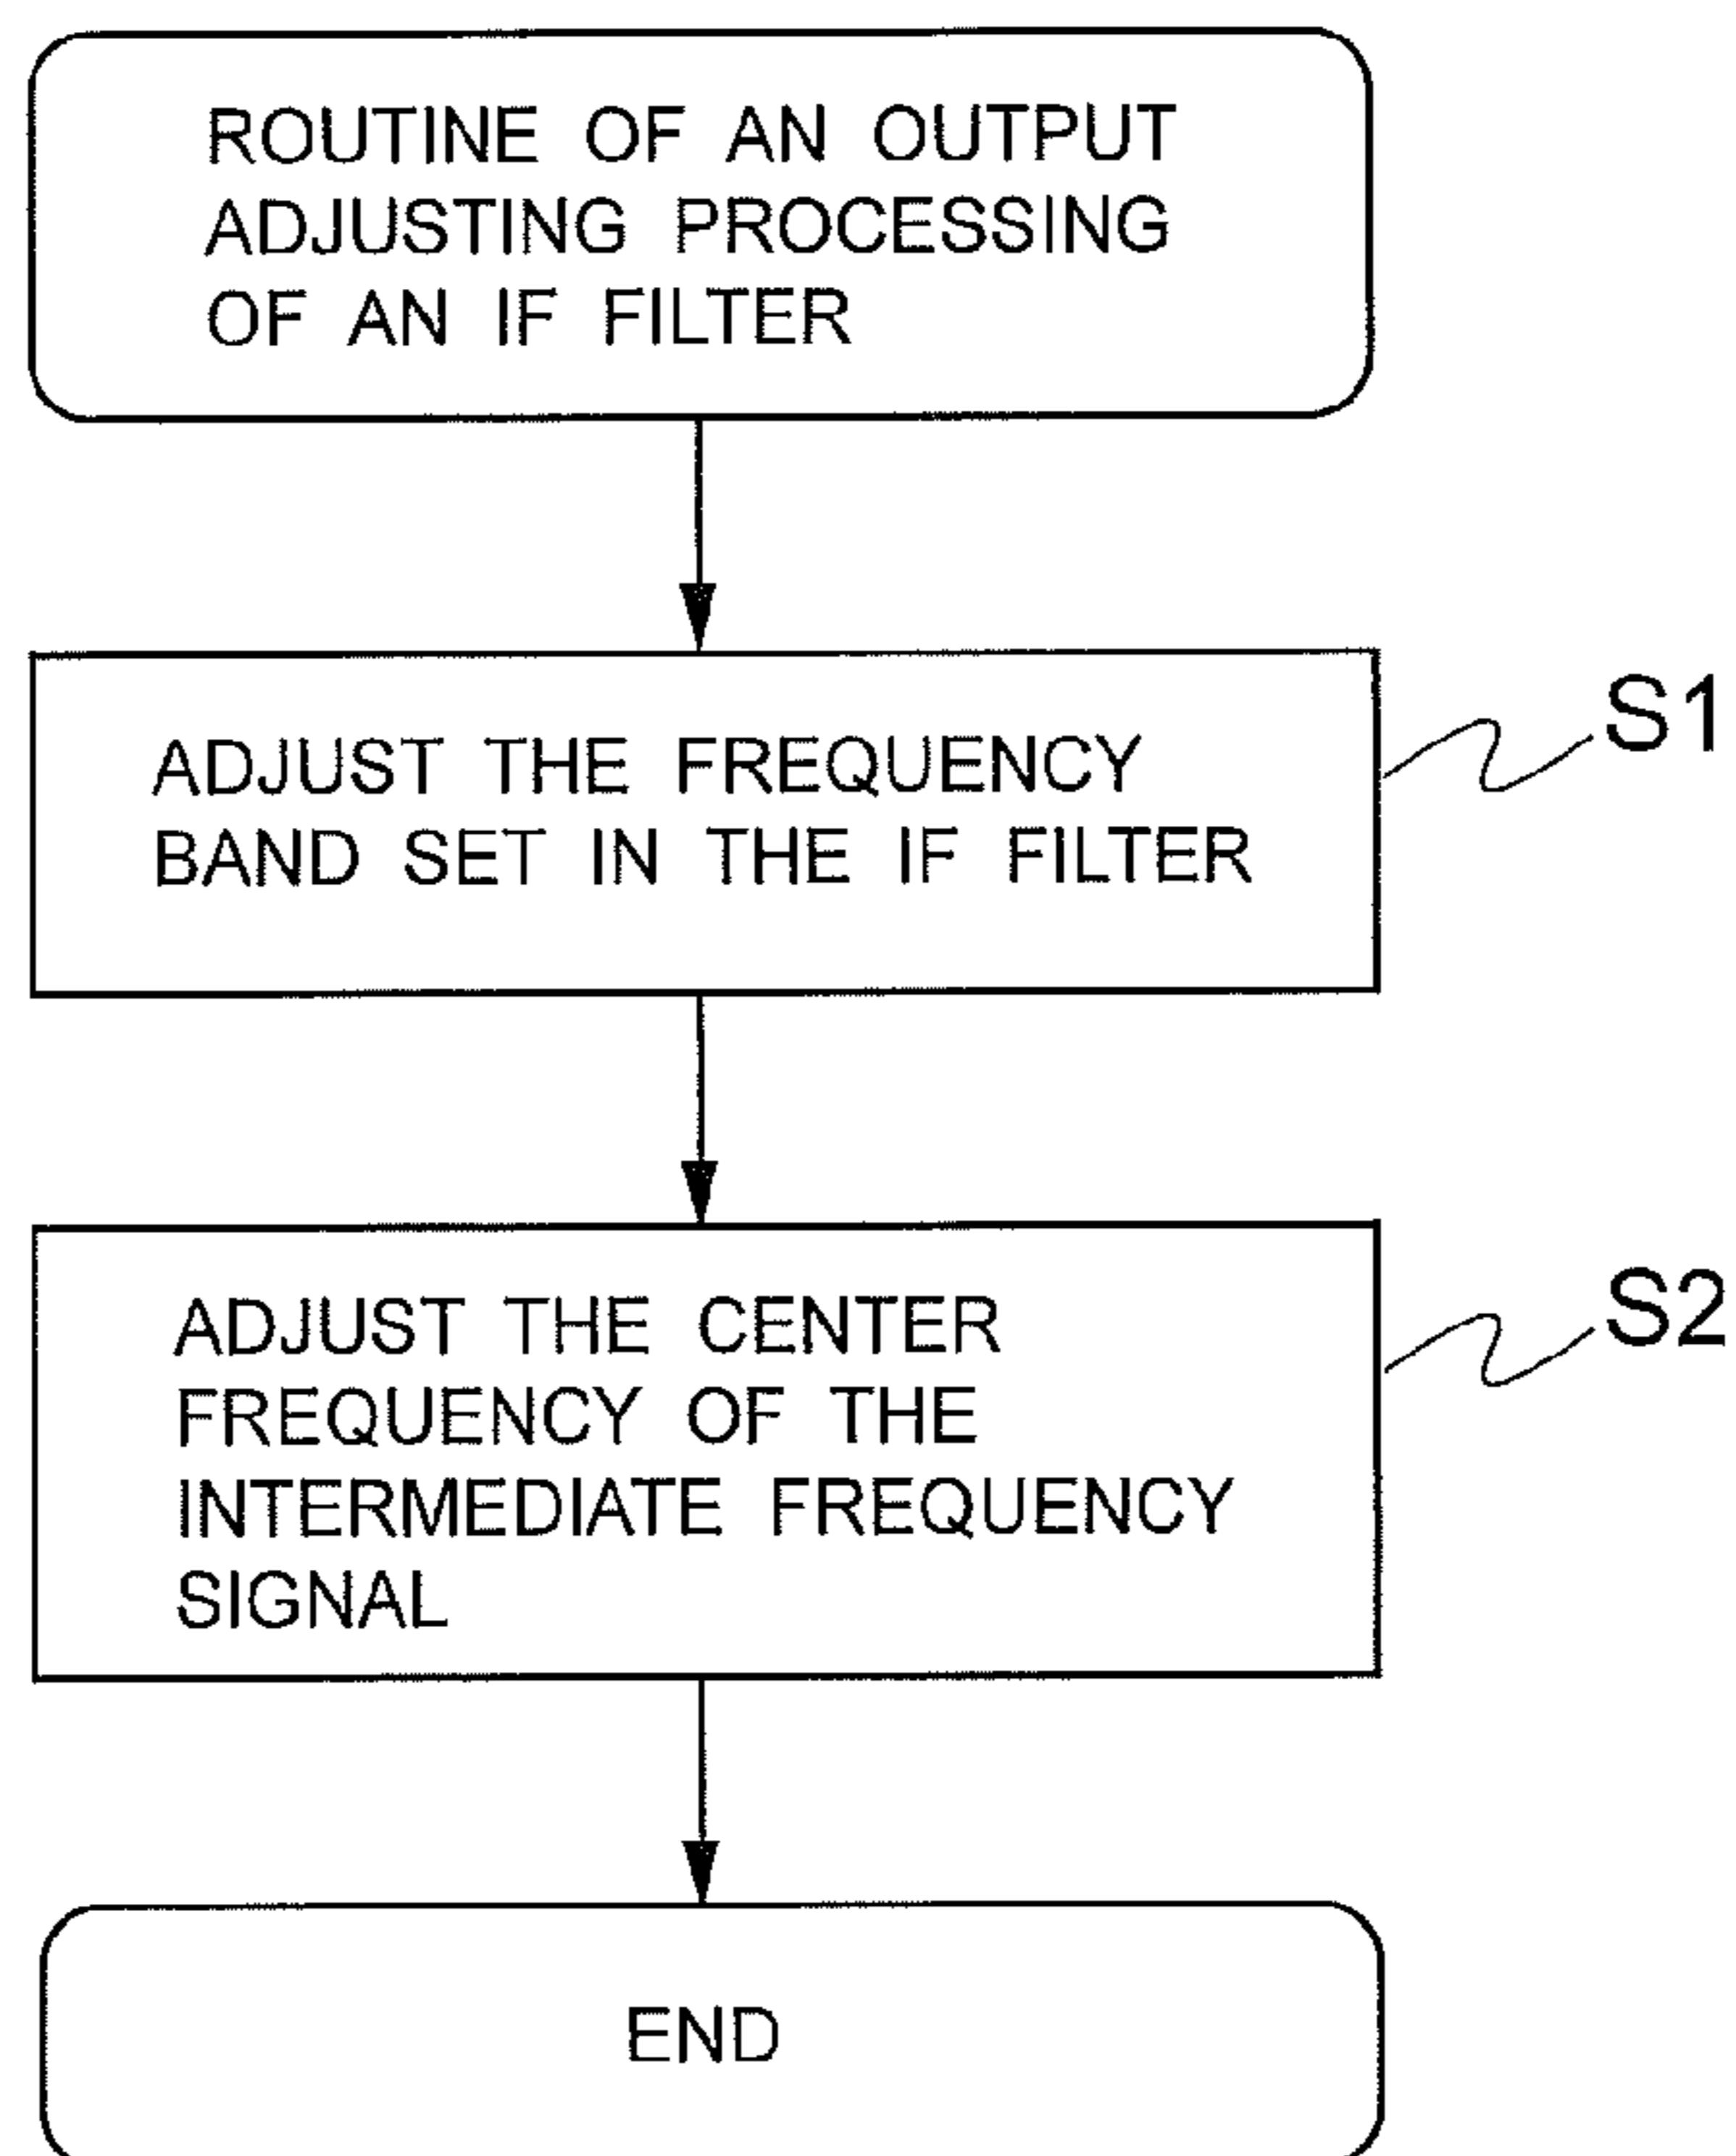 ROUTINE OF AN OUTPUT
ADJUSTING PROCESSING
OF AN IF FILTER
ADJUST THE FREQUENCY
BAND SET IN THE IF FILTER
S1
ADJUST THE CENTER
FREQUENCY OF THE
INTERMEDIATE FREQUENCY
SIGNAL
S2
END